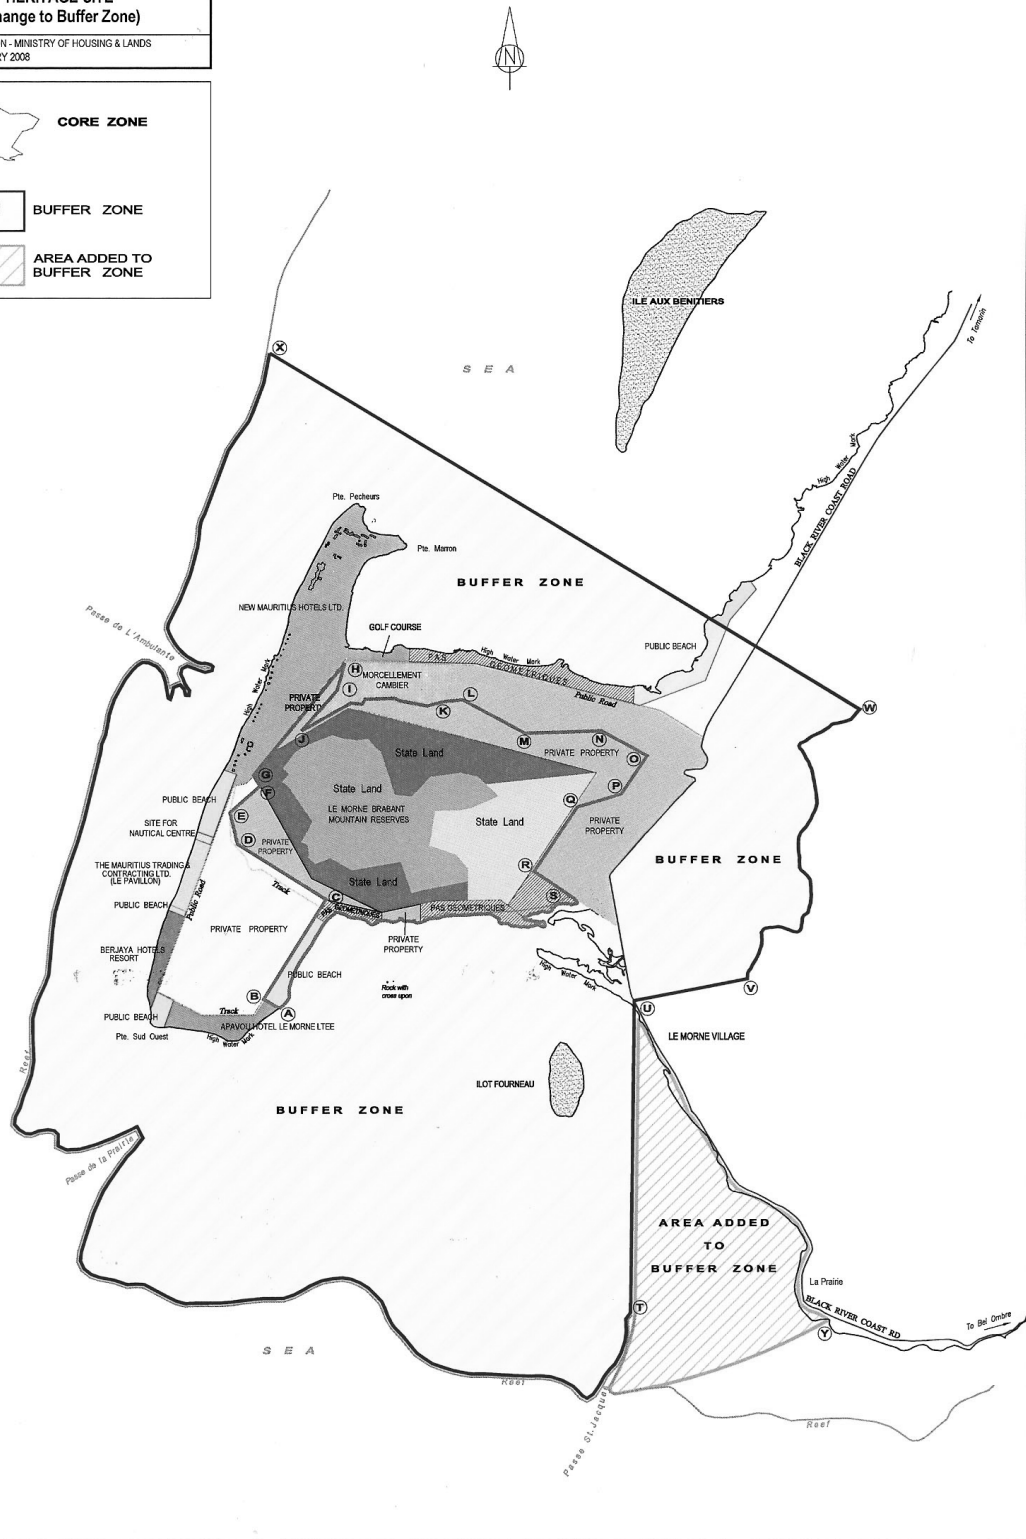 HERITAGE SITE
ange to Buffer Zone)
N - MINISTRY OF HOUSING & LANDS
RY 2008
N
CORE ZONE
BUFFER ZONE
AREA ADDED TO
BUFFER ZONE
ILE AUX BENITIERS
To Tamarin
X
S E A
High Water Mark
BLACK RIVER COAST ROAD
Pte. Pecheurs
Pte. Marron
BUFFER ZONE
Passe de L'Ambulante
NEW MAURITIUS HOTELS LTD.
GOLF COURSE
PUBLIC BEACH
High Water Mark
PAS GEOMETRIQUES
High Water Mark
H
MORCELLEMENT
CAMBIER
I
PRIVATE
PROPERTY
L
K
Public Road
W
J
M
N
State Land
PRIVATE PROPERTY
O
G
F
State Land
P
PUBLIC BEACH
Q
LE MORNE BRABANT
MOUNTAIN RESERVES
E
SITE FOR
NAUTICAL CENTRE
State Land
PRIVATE
PROPERTY
D
PRIVATE
PROPERTY
BUFFER ZONE
THE MAURITIUS TRADING &
CONTRACTING LTD.
(LE PAVILLON)
R
State Land
Track
C
S
PUBLIC BEACH
Public Road
PAS GEOMETRIQUES
PAS GEOMETRIQUES
PRIVATE PROPERTY
PRIVATE
PROPERTY
BERJAYA HOTELS
RESORT
High Water Mark
PUBLIC BEACH
Rock with
cross upon
V
B
U
Track
A
PUBLIC BEACH
APAVOU HOTEL LE MORNE LTEE
Pte. Sud Ouest
High Water Mark
LE MORNE VILLAGE
Reef
ILOT FOURNEAU
BUFFER ZONE
Passe de la Prairie
AREA ADDED
TO
BUFFER ZONE
La Prairie
T
BLACK RIVER COAST RD
To Bel Ombre
Y
S E A
Reef
Passe St.Jacques
Reef